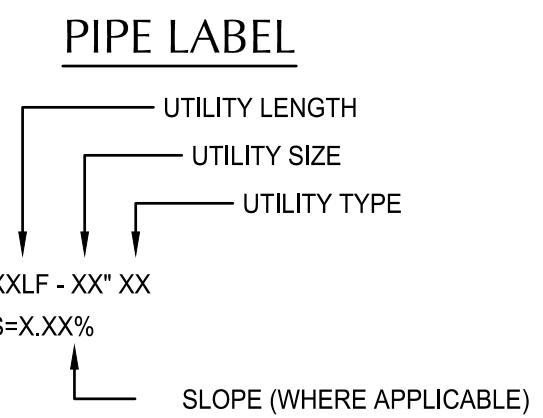 PIPE LABEL
UTILITY LENGTH
UTILITY SIZE
UTILITY TYPE
XXLF - XX" XX
S=X.XX%
SLOPE (WHERE APPLICABLE)